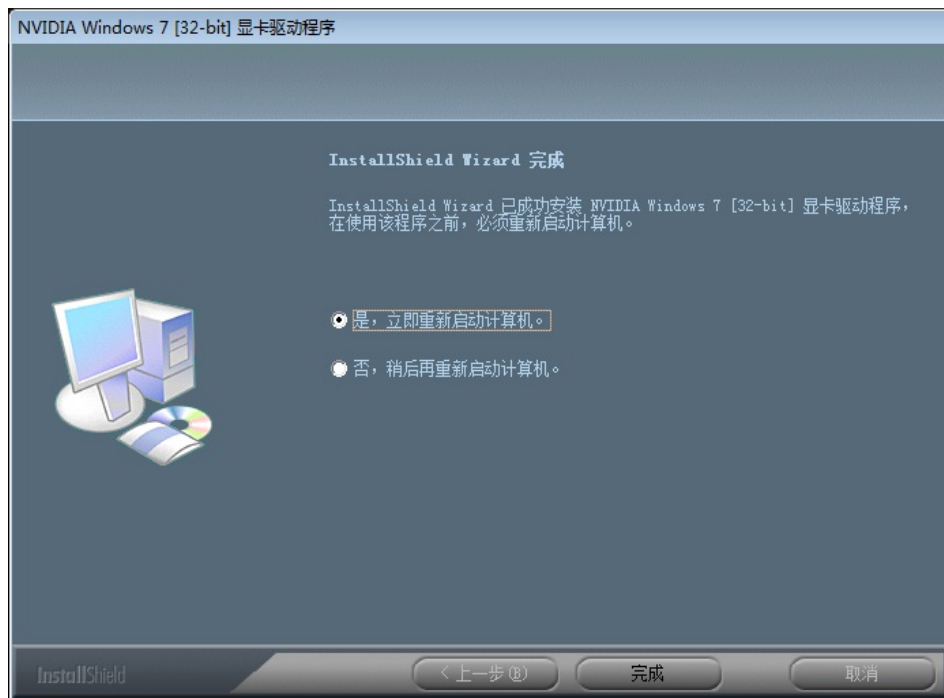 NVIDIA Windows 7 [32-bit] 显卡驱动程序
InstallShield Wizard 完成
InstallShield Wizard 已成功安装 NVIDIA Windows 7 [32-bit] 显卡驱动程序，
在使用该程序之前，必须重新启动计算机。
是，立即重新启动计算机。
否，稍后再重新启动计算机。
InstallShield
< 上一步(B)
完成
取消